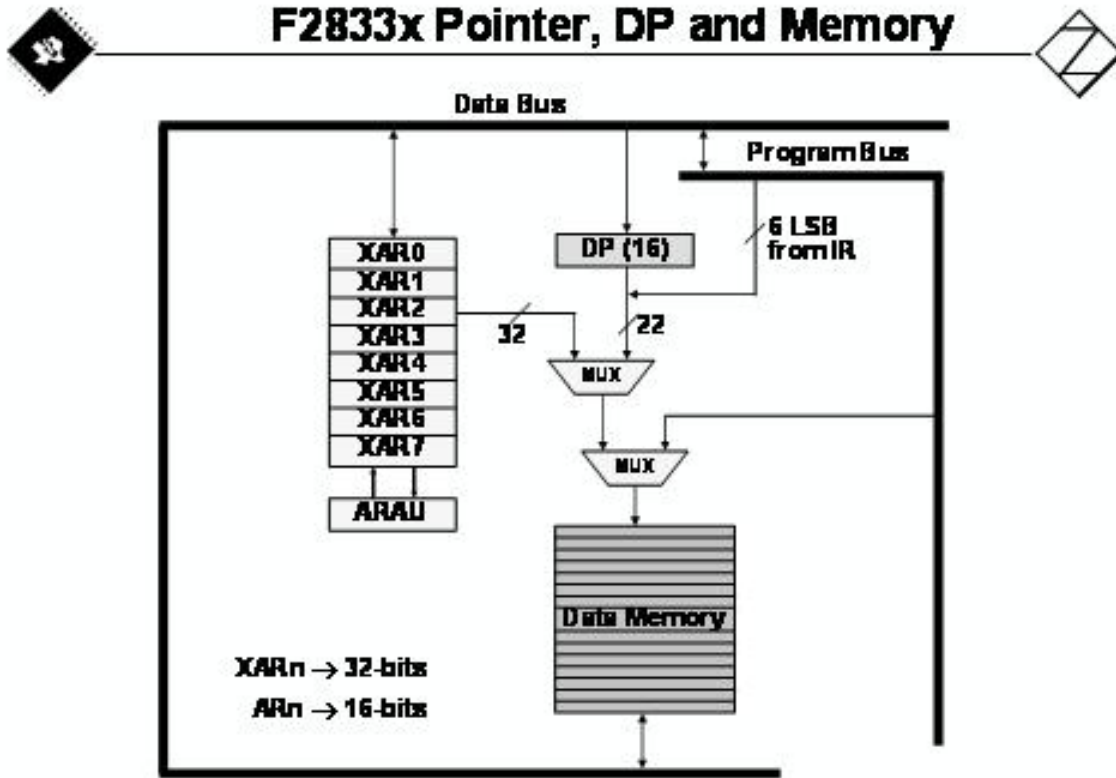 F2833x Pointer, DP and Memory
Data Bus
Program Bus
6 LSB
from IR
DP (16)
XAR0
XAR1
XAR2
XAR3
XAR4
XAR5
XAR6
XAR7
ARAU
32
22
MUX
MUX
Data Memory
XARn → 32-bits
ARn → 16-bits